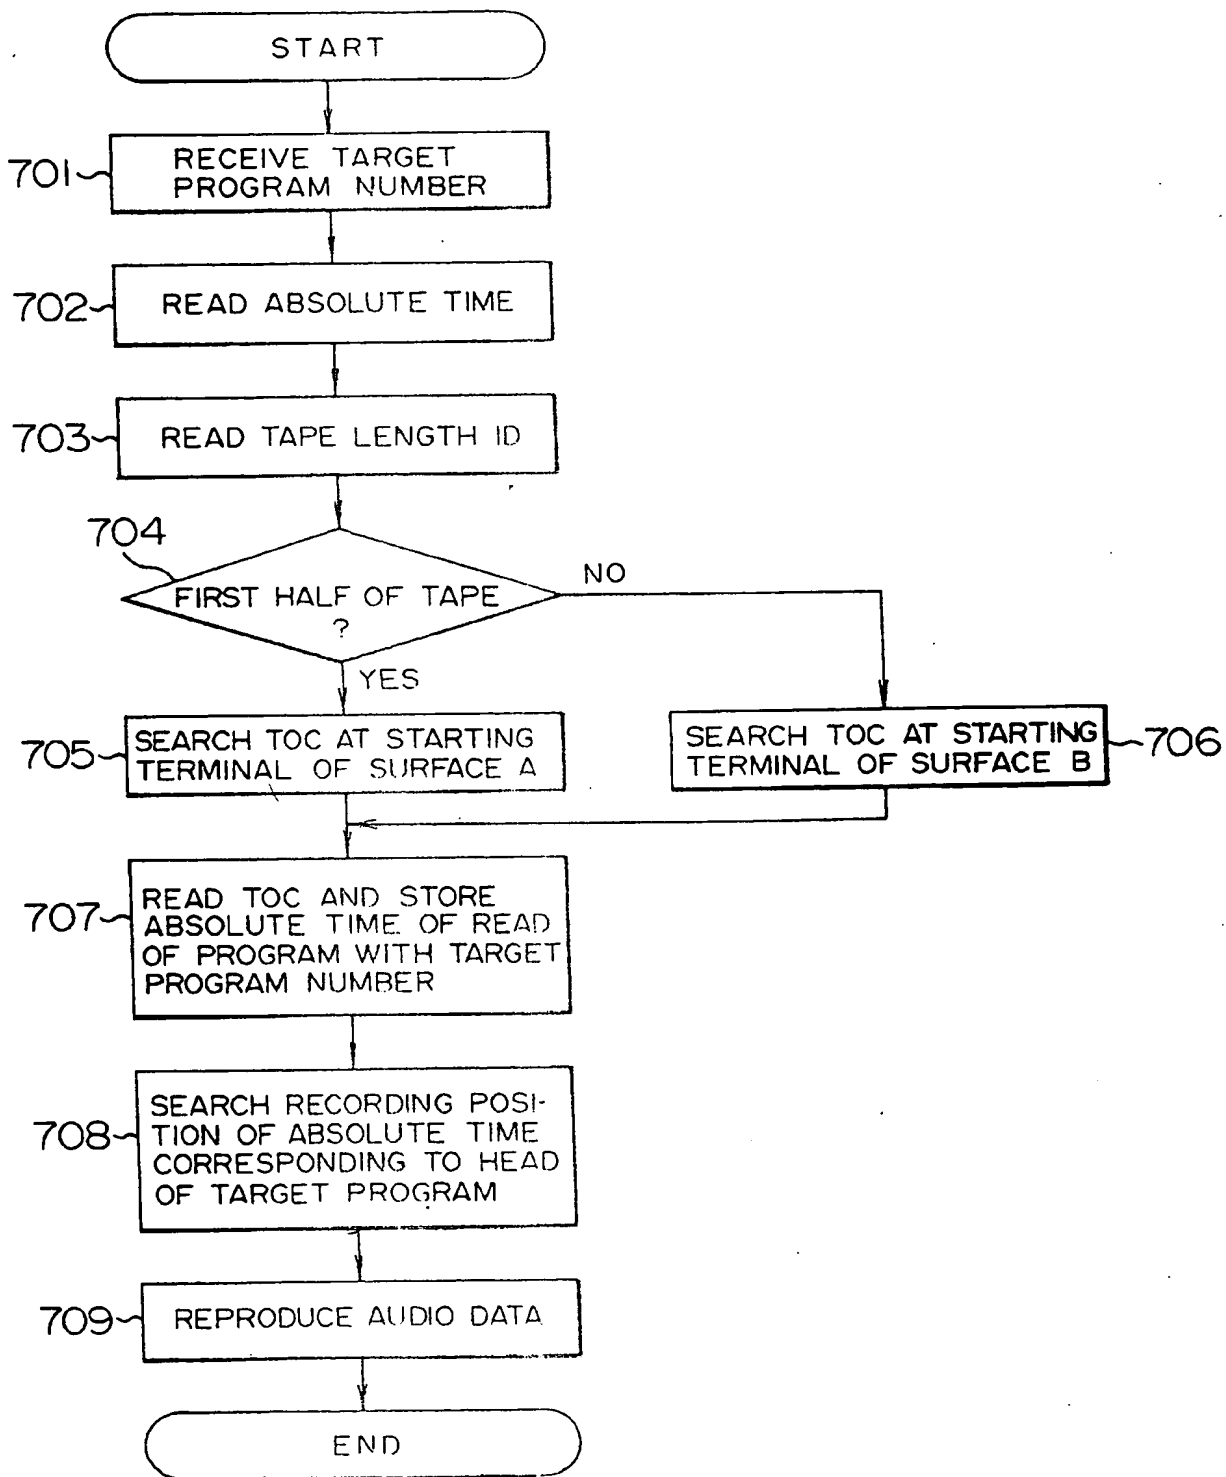 START
701
RECEIVE TARGET
PROGRAM NUMBER
702
READ ABSOLUTE TIME
703
READ TAPE LENGTH ID
704
FIRST HALF OF TAPE
?
NO
YES
705
SEARCH TOC AT STARTING
TERMINAL OF SURFACE A
SEARCH TOC AT STARTING
TERMINAL OF SURFACE B
706
707
READ TOC AND STORE
ABSOLUTE TIME OF READ
OF PROGRAM WITH TARGET
PROGRAM NUMBER
708
SEARCH RECORDING POSI-
TION OF ABSOLUTE TIME
CORRESPONDING TO HEAD
OF TARGET PROGRAM
709
REPRODUCE AUDIO DATA
END